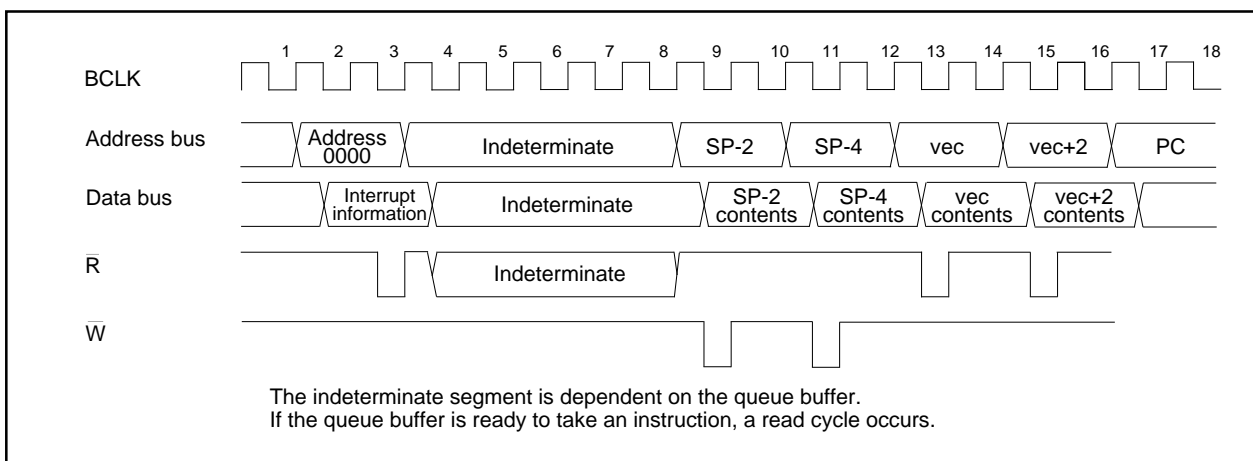 1 2 3 4 5 6 7 8 9 10 11 12 13 14 15 16 17 18
BCLK
Address bus
Address
0000
Indeterminate
SP-2
SP-4
vec
vec+2
PC
Data bus
Interrupt
information
Indeterminate
SP-2
contents
SP-4
contents
vec
contents
vec+2
contents
R̅
Indeterminate
W̅
The indeterminate segment is dependent on the queue buffer.
If the queue buffer is ready to take an instruction, a read cycle occurs.